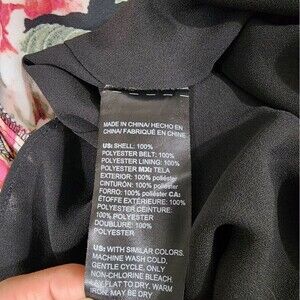 MADE IN CHINA/ HECHO EN
CHINA/ FABRIQUÉ EN CHINE
US: SHELL: 100%
POLYESTER BELT: 100%
POLYESTER LINING: 100%
POLYESTER MX: TELA
EXTERIOR: 100% poliéster
CINTURÓN: 100% poliéster
FORRO: 100% poliéster CA:
ÉTOFFE EXTÉRIEURE: 100%
POLYESTER CEINTURE:
100% POLYESTER
DOUBLURE: 100%
POLYESTER
US: WITH SIMILAR COLORS.
MACHINE WASH COLD,
GENTLE CYCLE, ONLY
NON-CHLORINE BLEACH
FLAT TO DRY, WARM
MAY BE DRY